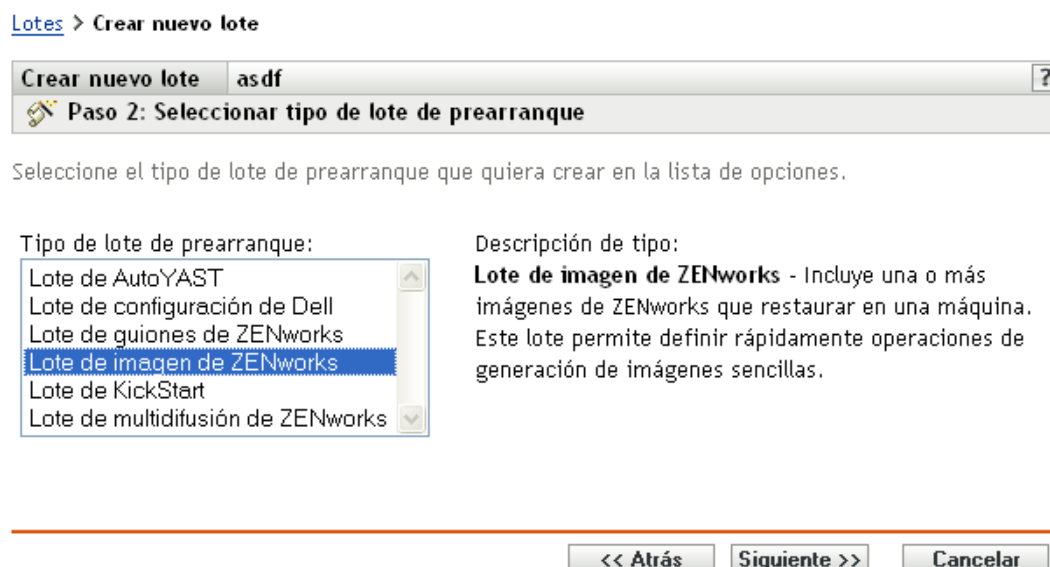 Lotes > Crear nuevo lote
Crear nuevo lote asdf ?
Paso 2: Seleccionar tipo de lote de prearranque
Seleccione el tipo de lote de prearranque que quiera crear en la lista de opciones.
Tipo de lote de prearranque:
Lote de AutoYAST
Lote de configuración de Dell
Lote de guiones de ZENworks
Lote de imagen de ZENworks
Lote de KickStart
Lote de multidifusión de ZENworks
Descripción de tipo:
Lote de imagen de ZENworks - Incluye una o más
imágenes de ZENworks que restaurar en una máquina.
Este lote permite definir rápidamente operaciones de
generación de imágenes sencillas.
<< Atrás Siguiente >> Cancelar